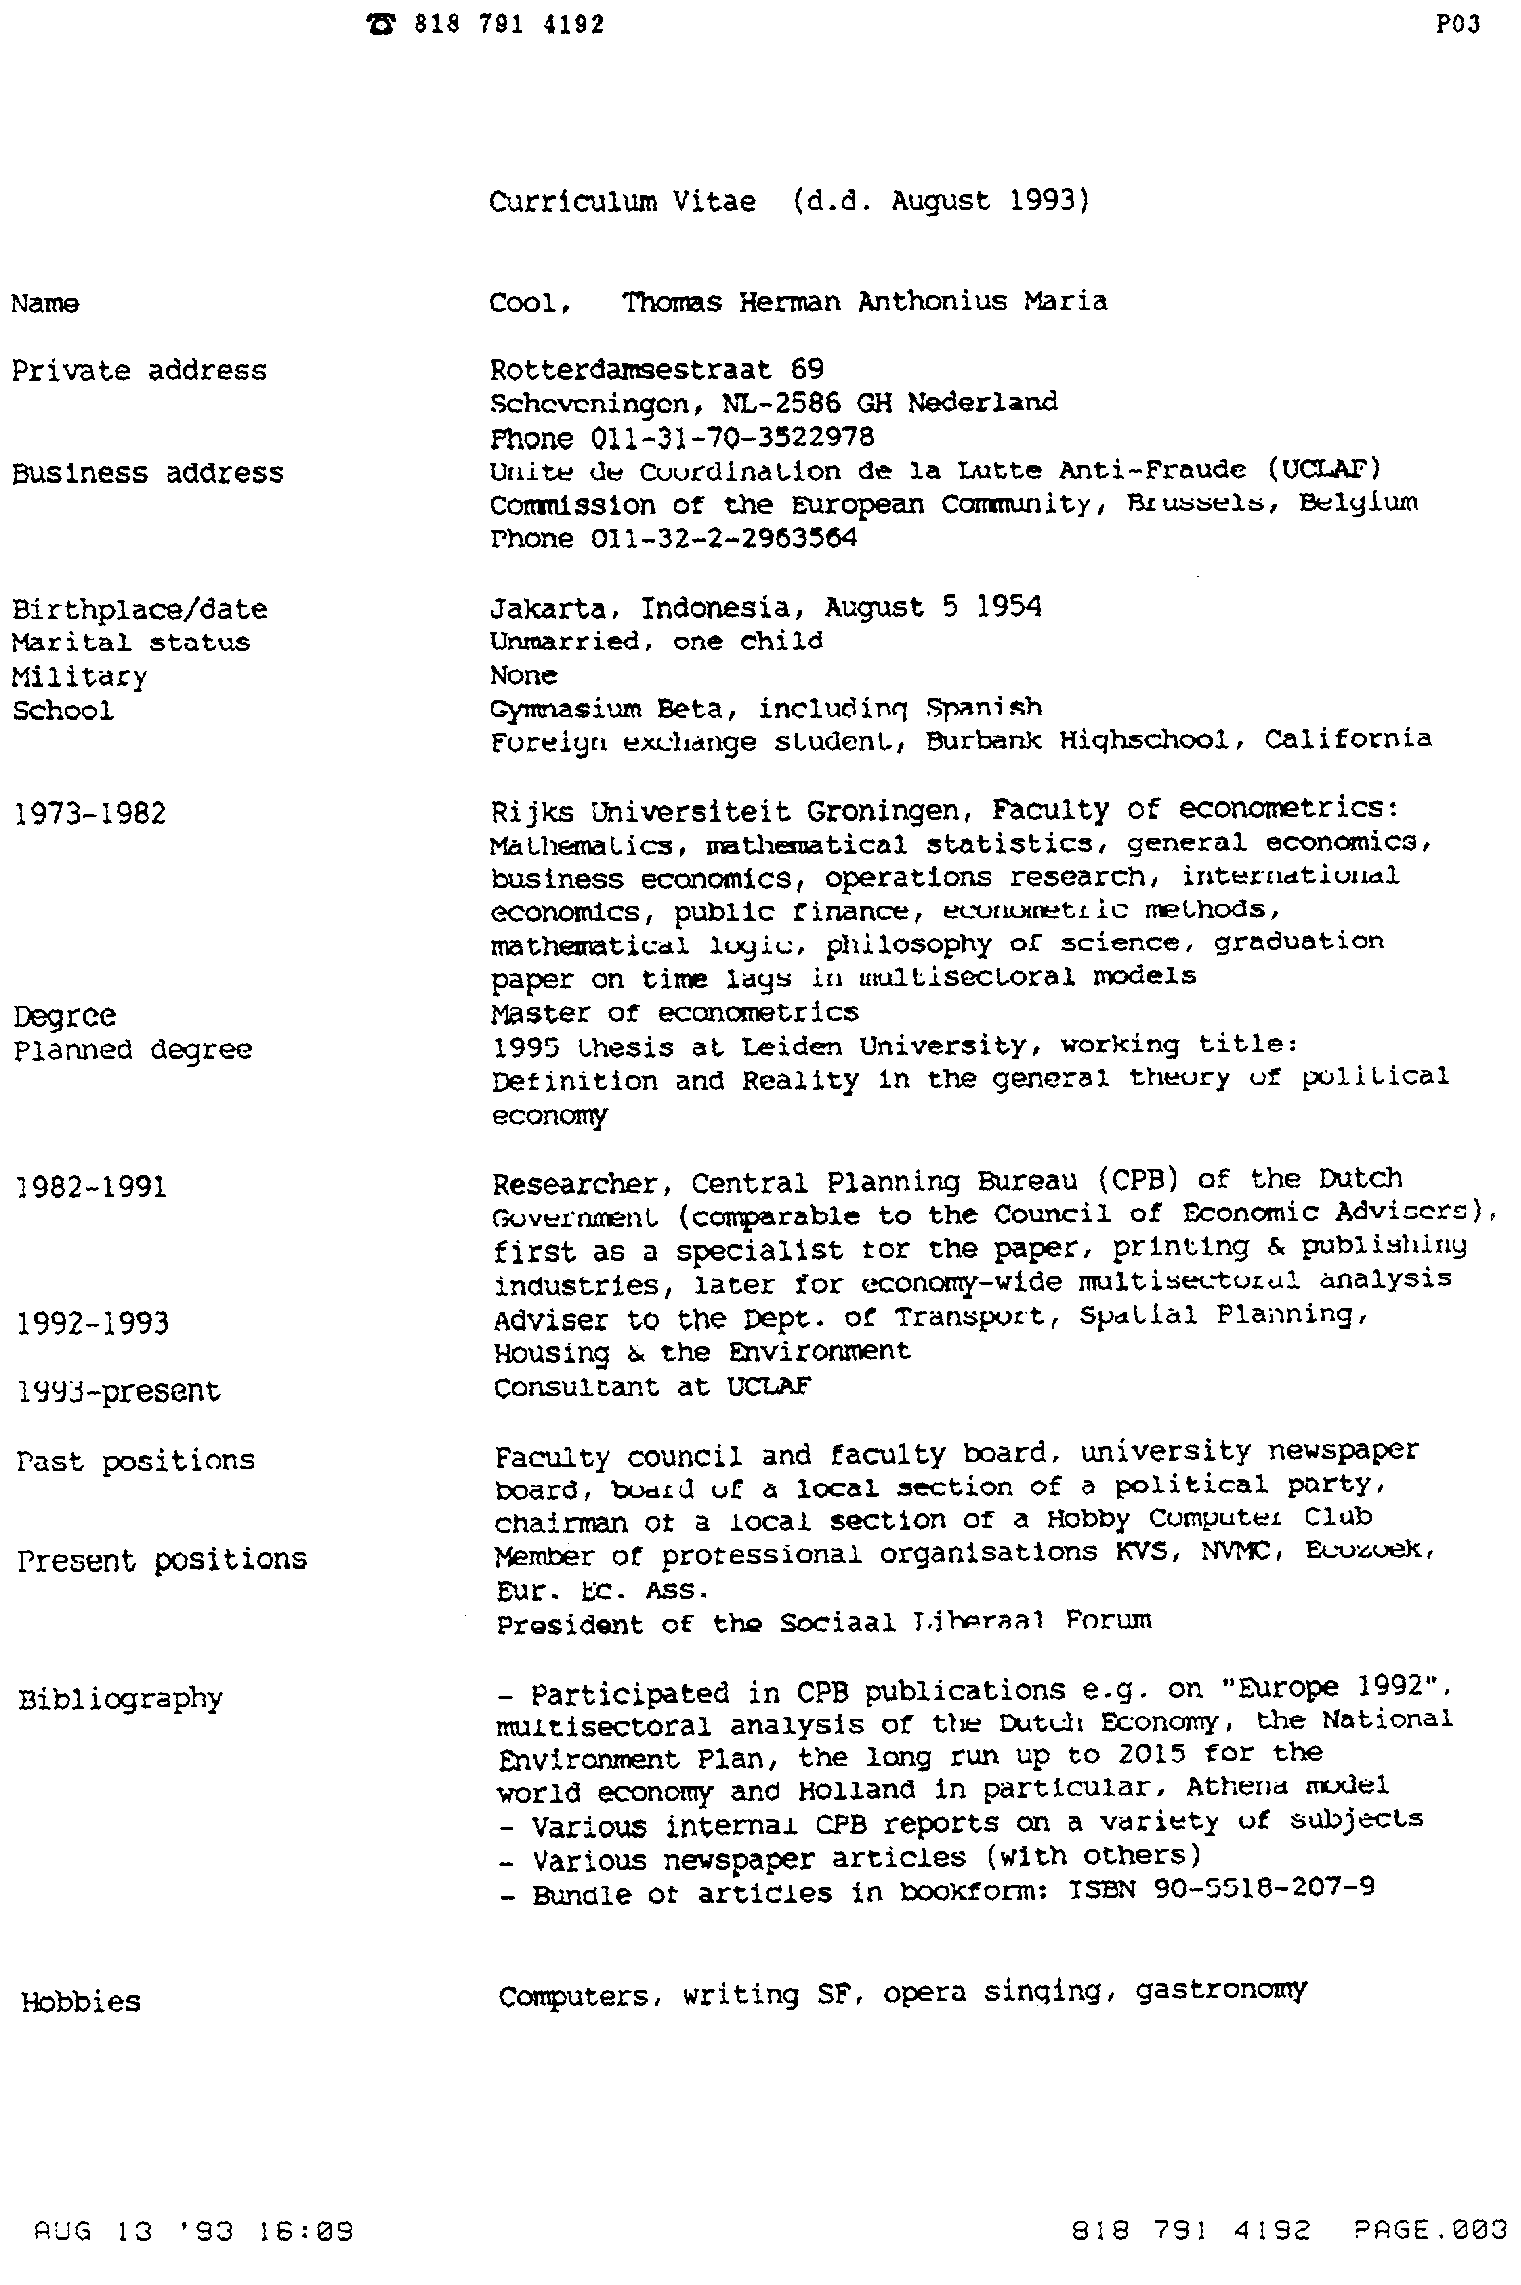 ☎ 818 791 4192 P03
Curriculum Vitae (d.d. August 1993)
Name Cool, Thomas Herman Anthonius Maria
Private address Rotterdamsestraat 69
Scheveningen, NL-2586 GH Nederland
Phone 011-31-70-3522978
Business address Unite de Coordination de la Lutte Anti-Fraude (UCLAF)
Commission of the European Community, Brussels, Belgium
Phone 011-32-2-2963564
Birthplace/date Jakarta, Indonesia, August 5 1954
Marital status Unmarried, one child
Military None
School Gymnasium Beta, including Spanish
Foreign exchange student, Burbank Highschool, California
1973-1982 Rijks Universiteit Groningen, Faculty of econometrics:
Mathematics, mathematical statistics, general economics,
business economics, operations research, international
economics, public finance, econometric methods,
mathematical logic, philosophy of science, graduation
paper on time lags in multisectoral models
Degree Master of econometrics
Planned degree 1995 thesis at Leiden University, working title:
Definition and Reality in the general theory of political
economy
1982-1991 Researcher, Central Planning Bureau (CPB) of the Dutch
Government (comparable to the Council of Economic Advisers),
first as a specialist for the paper, printing & publishing
industries, later for economy-wide multisectoral analysis
1992-1993 Adviser to the Dept. of Transport, Spatial Planning,
Housing & the Environment
1993-present Consultant at UCLAF
Past positions Faculty council and faculty board, university newspaper
board, board of a local section of a political party,
chairman of a local section of a Hobby Computer Club
Present positions Member of professional organisations KVS, NVMC, Ecozoek,
Eur. Ec. Ass.
President of the Sociaal Liberaal Forum
Bibliography - Participated in CPB publications e.g. on "Europe 1992",
multisectoral analysis of the Dutch Economy, the National
Environment Plan, the long run up to 2015 for the
world economy and Holland in particular, Athena model
- Various internal CPB reports on a variety of subjects
- Various newspaper articles (with others)
- Bundle of articles in bookform: ISBN 90-5518-207-9
Hobbies Computers, writing SF, opera singing, gastronomy
AUG 13 '93 16:09 818 791 4192 PAGE.003